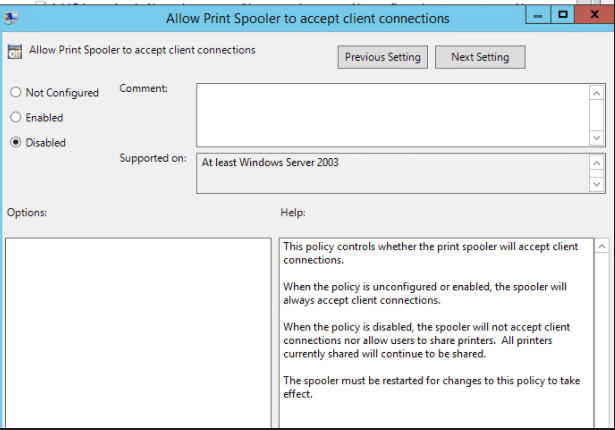 Allow Print Spooler to accept client connections
Allow Print Spooler to accept client connections
Previous Setting
Next Setting
Not Configured
Comment:
Enabled
Disabled
Supported on:
At least Windows Server 2003
Options:
Help:
This policy controls whether the print spooler will accept client
connections.
When the policy is unconfigured or enabled, the spooler will
always accept client connections.
When the policy is disabled, the spooler will not accept client
connections nor allow users to share printers.  All printers
currently shared will continue to be shared.
The spooler must be restarted for changes to this policy to take
effect.